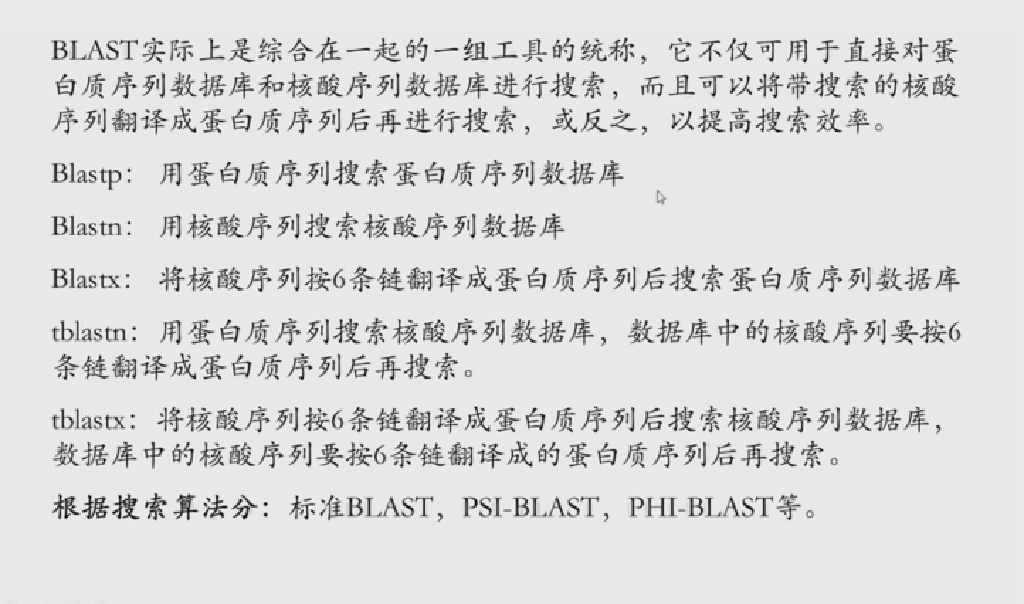 BLAST实际上是综合在一起的一组工具的统称，它不仅可用于直接对蛋
白质序列数据库和核酸序列数据库进行搜索，而且可以将带搜索的核酸
序列翻译成蛋白质序列后再进行搜索，或反之，以提高搜索效率。
Blastp： 用蛋白质序列搜索蛋白质序列数据库
Blastn： 用核酸序列搜索核酸序列数据库
Blastx： 将核酸序列按6条链翻译成蛋白质序列后搜索蛋白质序列数据库
tblastn：用蛋白质序列搜索核酸序列数据库，数据库中的核酸序列要按6
条链翻译成蛋白质序列后再搜索。
tblastx：将核酸序列按6条链翻译成蛋白质序列后搜索核酸序列数据库，
数据库中的核酸序列要按6条链翻译成的蛋白质序列后再搜索。
根据搜索算法分：标准BLAST，PSI-BLAST，PHI-BLAST等。